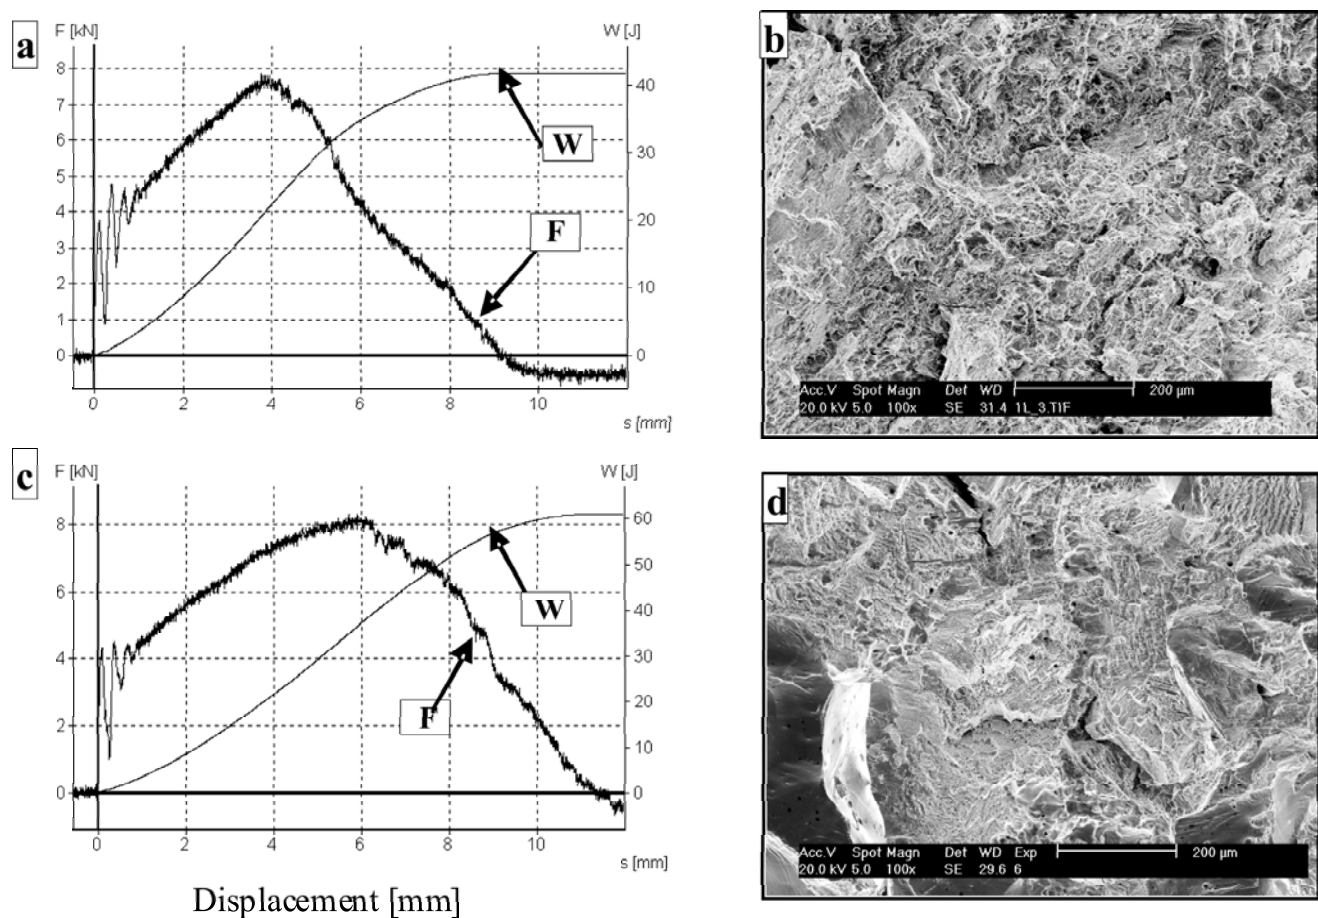 a
F [kN]
W [J]
8
7
6
5
4
3
2
1
0
40
30
20
10
0
W
F
0
2
4
6
8
10
s [mm]
b
Acc.V Spot Magn Det WD 200 µm
20.0 kV 5.0 100x SE 31.4 1L_3.TIF
c
F [kN]
W [J]
8
6
4
2
0
60
50
40
30
20
10
0
W
F
0
2
4
6
8
10
s [mm]
Displacement [mm]
d
Acc.V Spot Magn Det WD Exp 200 µm
20.0 kV 5.0 100x SE 29.6 6